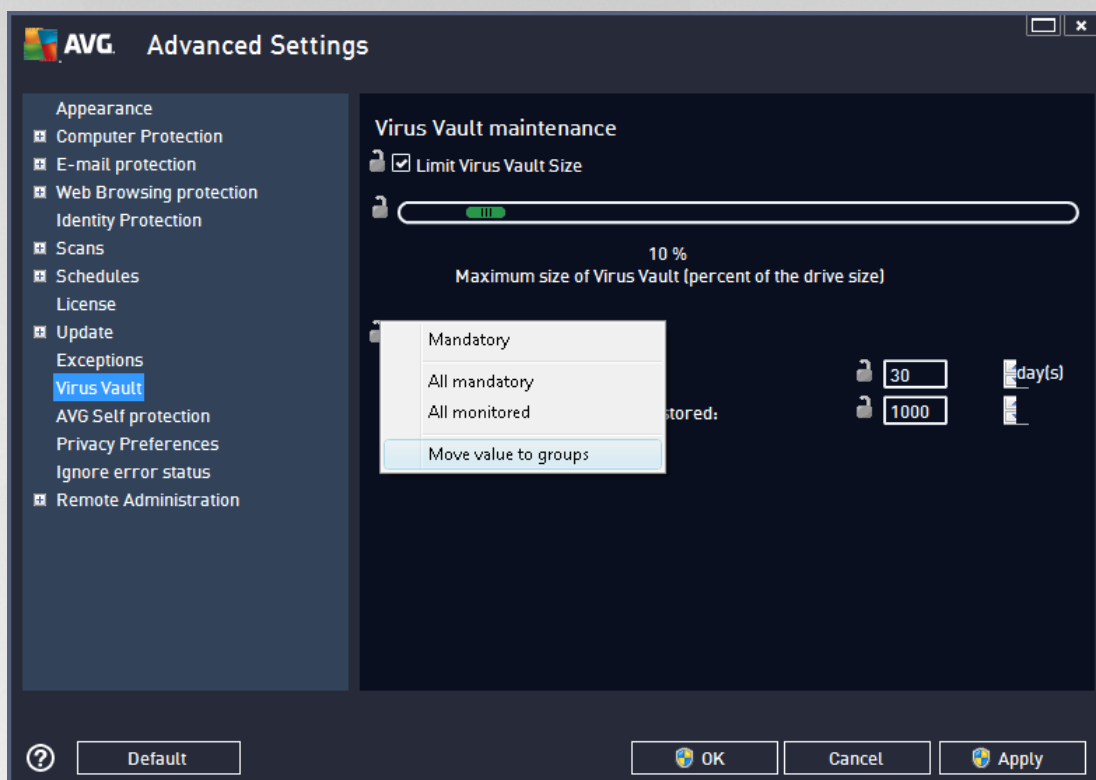 AVG. Advanced Settings
Appearance
Computer Protection
E-mail protection
Web Browsing protection
Identity Protection
Scans
Schedules
License
Update
Exceptions
Virus Vault
AVG Self protection
Privacy Preferences
Ignore error status
Remote Administration
Virus Vault maintenance
Limit Virus Vault Size
10 %
Maximum size of Virus Vault (percent of the drive size)
Mandatory
All mandatory
All monitored
Move value to groups
30 day(s)
stored: 1000
Default
OK
Cancel
Apply